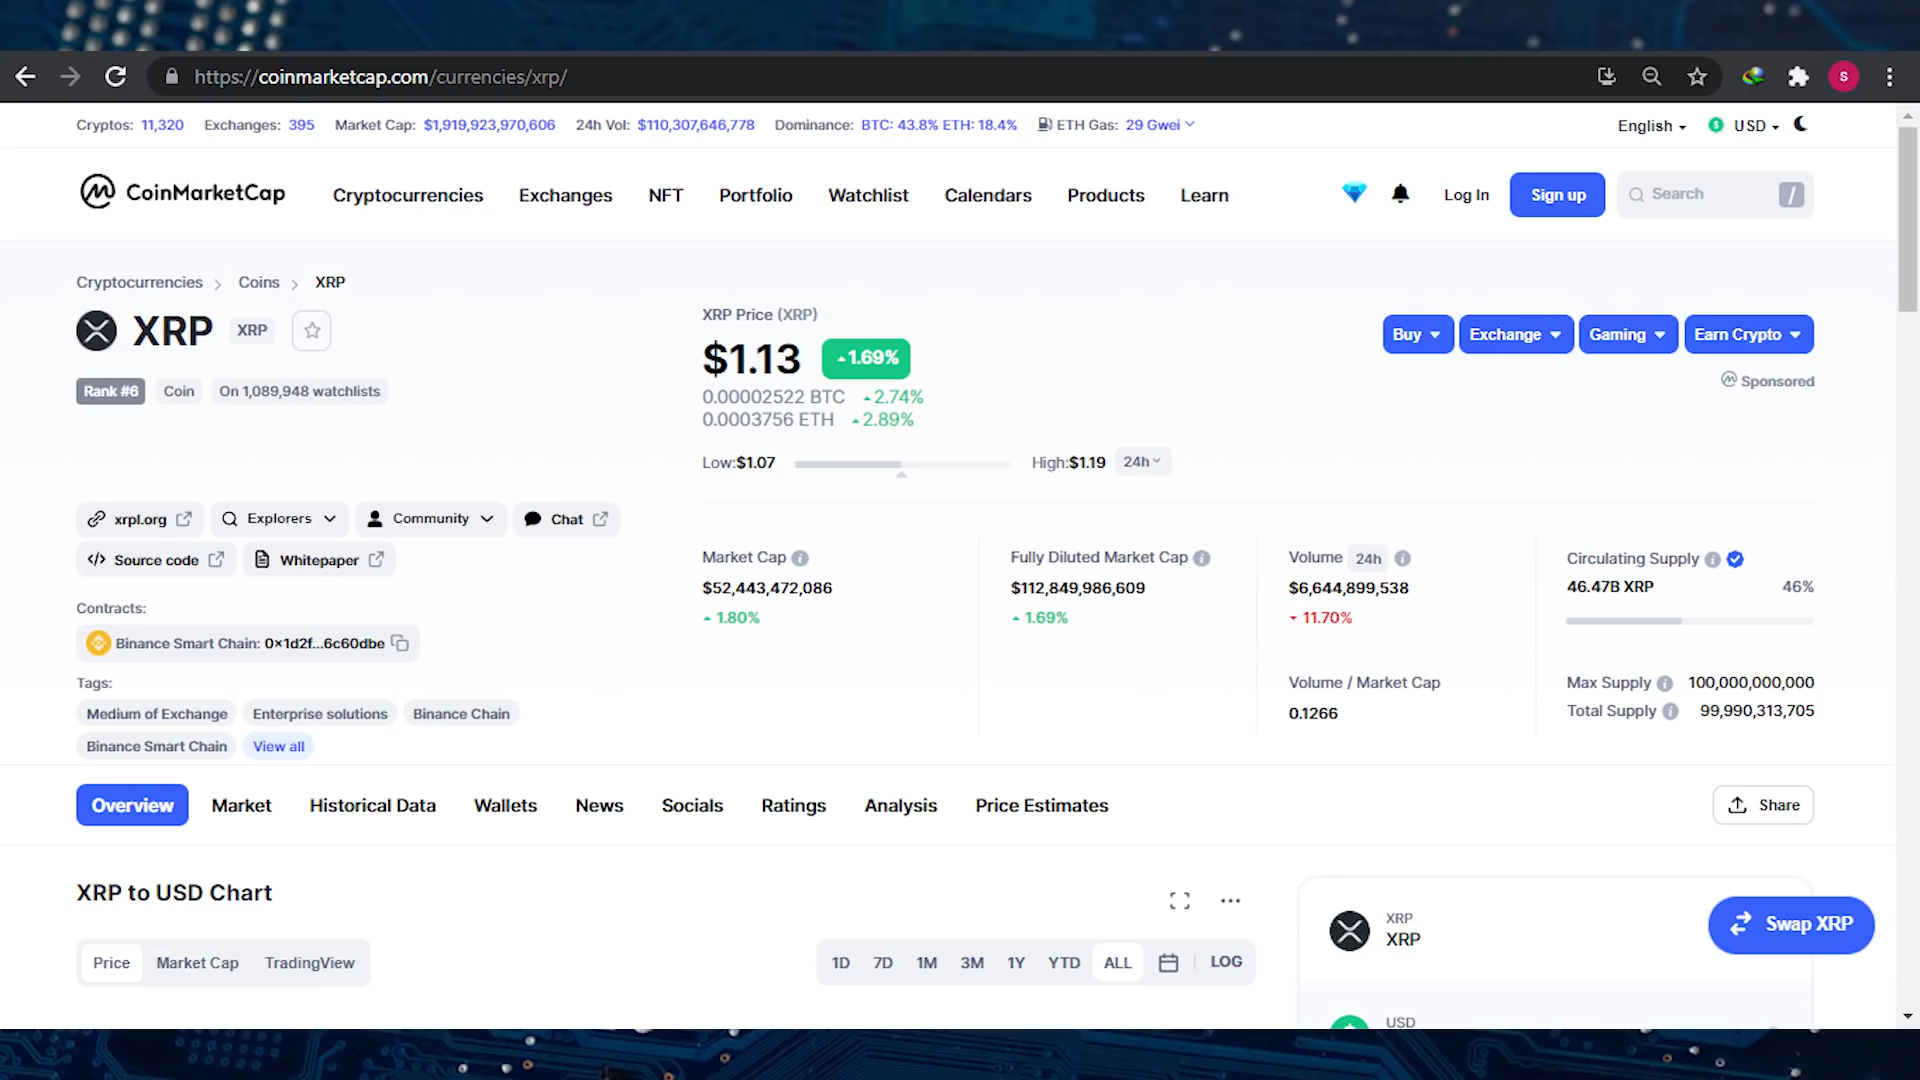 https://coinmarketcap.com/currencies/xrp/
S
Cryptos: 11,320 Exchanges: 395 Market Cap: $1,919,923,970,606 24h Vol: $110,307,646,778 Dominance: BTC: 43.8% ETH: 18.4% ETH Gas: 29 Gwei
English $ USD
CoinMarketCap Cryptocurrencies Exchanges NFT Portfolio Watchlist Calendars Products Learn Log In Sign up Search /
Cryptocurrencies Coins XRP
XRP XRP
Rank #6 Coin On 1,089,948 watchlists
xrpl.org Explorers Community Chat
Source code Whitepaper
Contracts:
Binance Smart Chain: 0x1d2f...6c60dbe
Tags:
Medium of Exchange Enterprise solutions Binance Chain
Binance Smart Chain View all
XRP Price (XRP)
$1.13 1.69%
0.00002522 BTC 2.74%
0.0003756 ETH 2.89%
Low:$1.07 High:$1.19 24h
Buy Exchange Gaming Earn Crypto
Sponsored
Market Cap
$52,443,472,086
1.80%
Fully Diluted Market Cap
$112,849,986,609
1.69%
Volume 24h
$6,644,899,538
11.70%
Volume / Market Cap
0.1266
Circulating Supply
46.47B XRP 46%
Max Supply 100,000,000,000
Total Supply 99,990,313,705
Overview Market Historical Data Wallets News Socials Ratings Analysis Price Estimates Share
XRP to USD Chart
Price Market Cap TradingView 1D 7D 1M 3M 1Y YTD ALL LOG
XRP
XRP
Swap XRP
USD